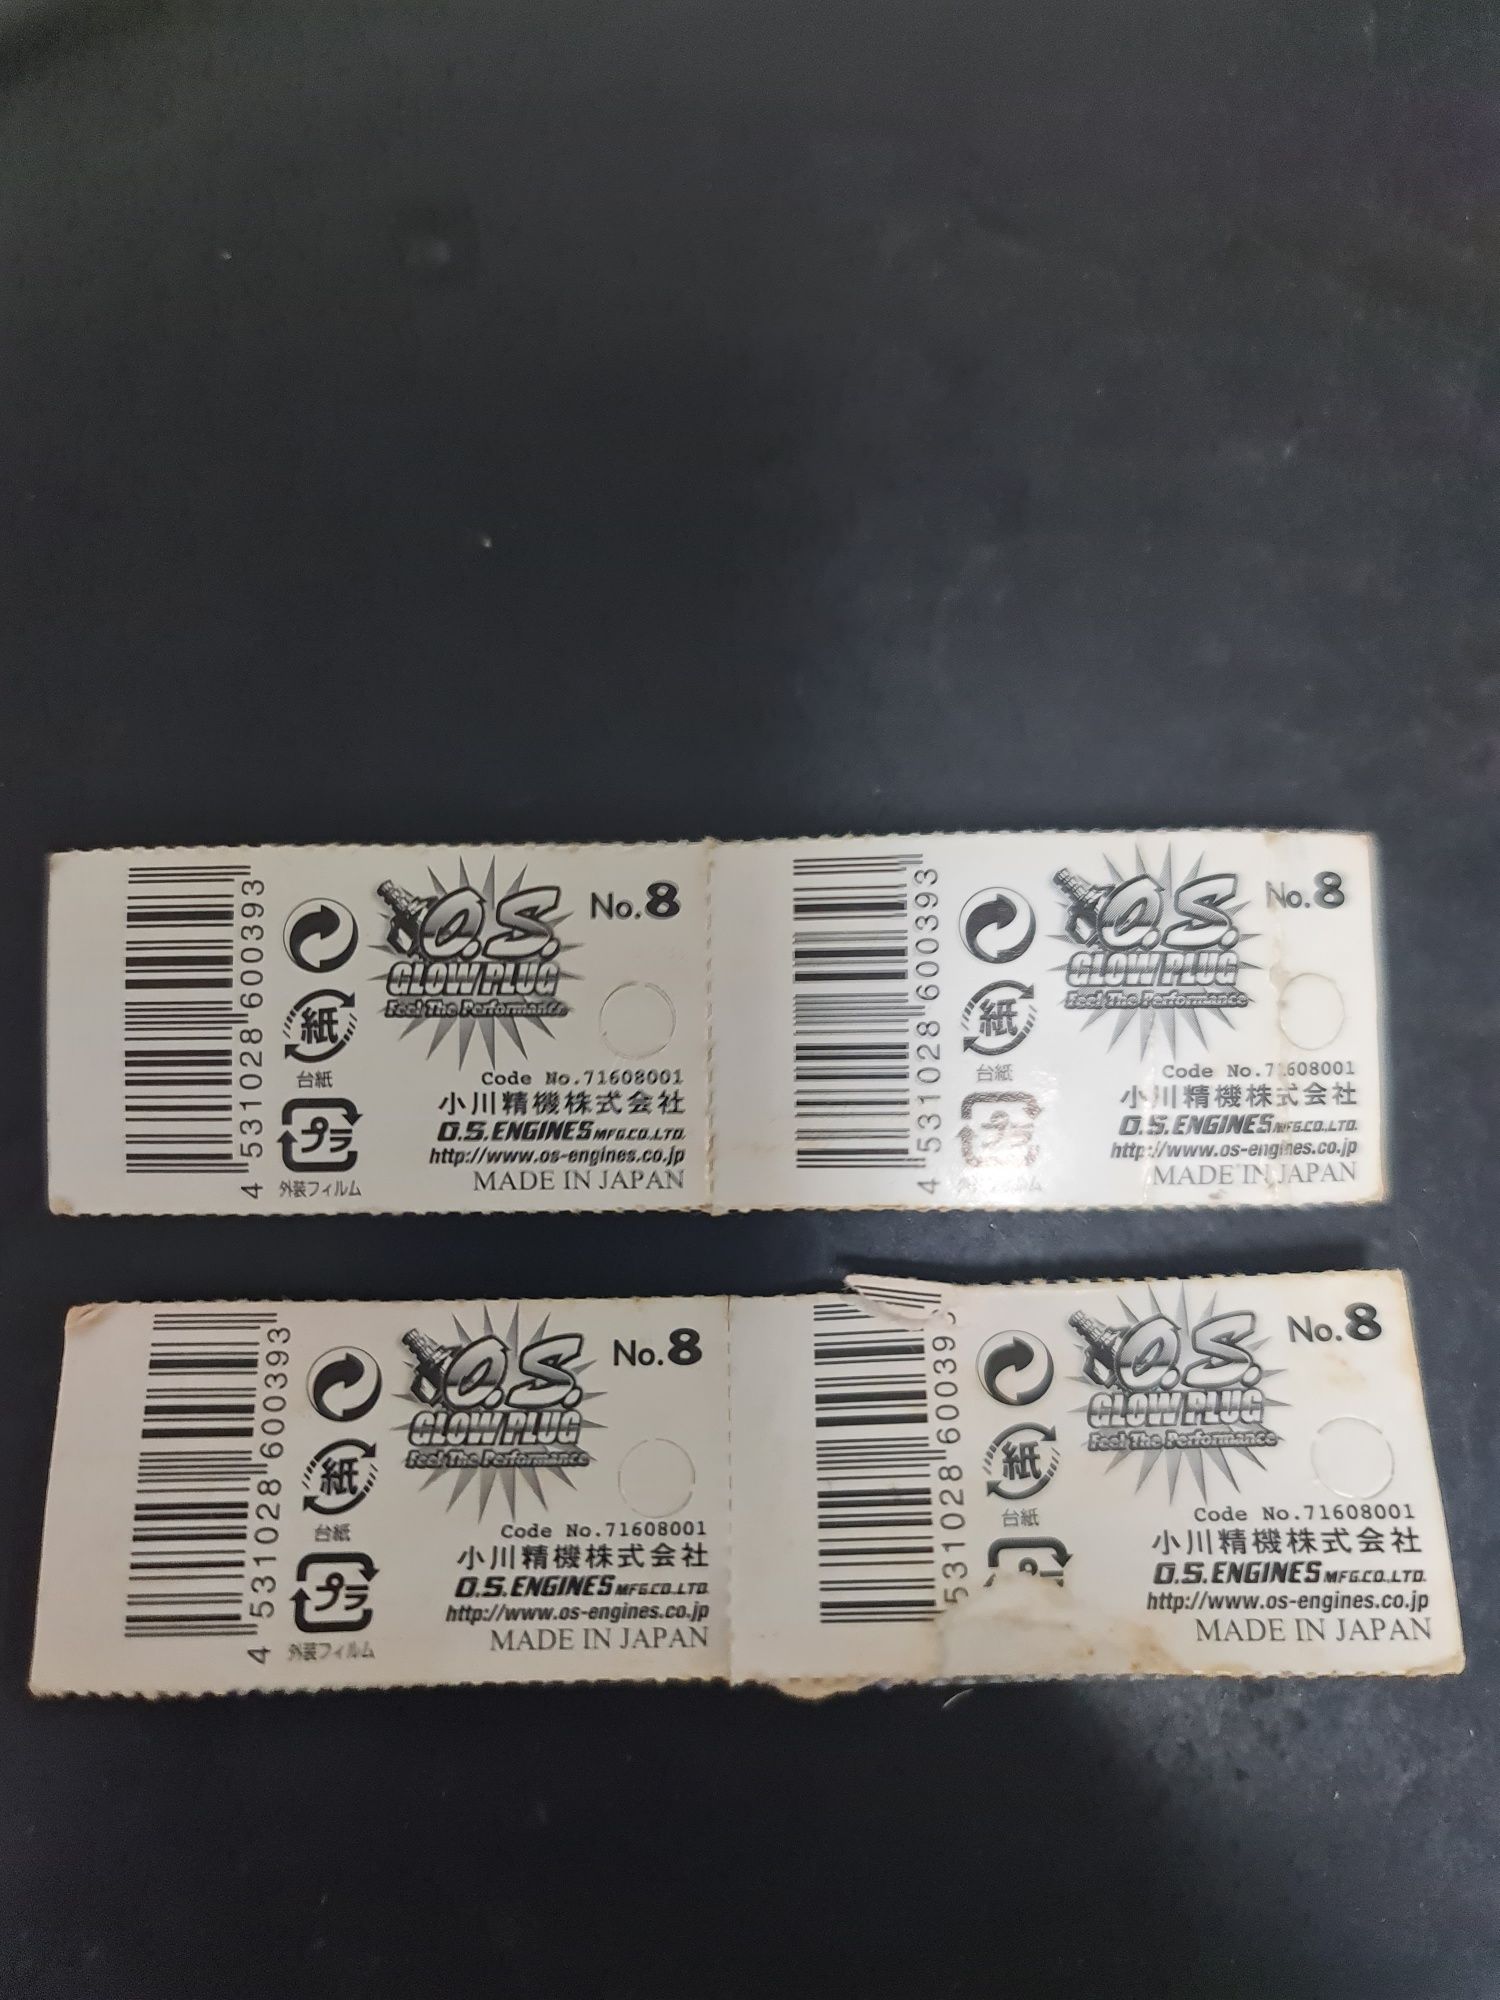 4 531028 600393
O.S.
GLOW PLUG
Feel The Performance
No.8
紙
台紙
プラ
外装フィルム
Code No.71608001
小川精機株式会社
O.S.ENGINES MFG.CO.LTD.
http://www.os-engines.co.jp
MADE IN JAPAN
4 531028 600393
O.S.
GLOW PLUG
Feel The Performance
No.8
紙
台紙
Code No.71608001
小川精機株式会社
O.S.ENGINES MFG.CO.LTD.
http://www.os-engines.co.jp
MADE IN JAPAN
4 531028 600393
O.S.
GLOW PLUG
Feel The Performance
No.8
紙
台紙
プラ
外装フィルム
Code No.71608001
小川精機株式会社
O.S.ENGINES MFG.CO.LTD.
http://www.os-engines.co.jp
MADE IN JAPAN
531028
O.S.
GLOW PLUG
Feel The Performance
No.8
紙
台紙
Code No.71608001
小川精機株式会社
O.S.ENGINES MFG.CO.LTD.
http://www.os-engines.co.jp
MADE IN JAPAN